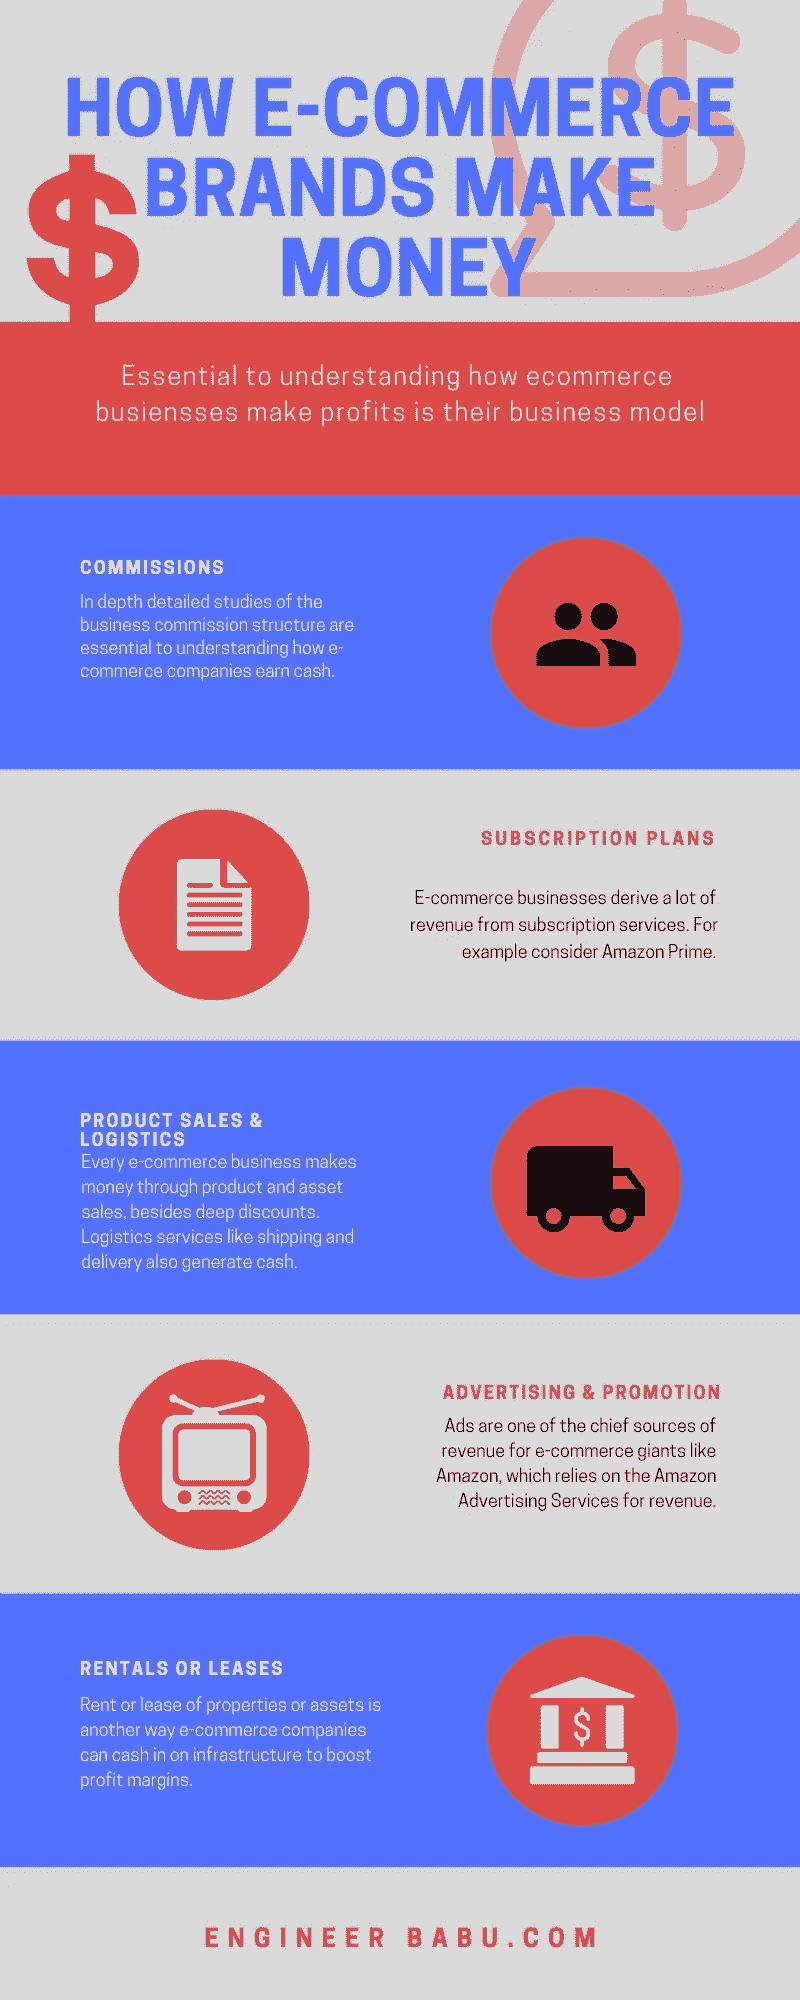 HOW E-COMMERCE
BRANDS MAKE
MONEY
Essential to understanding how ecommerce
busiensses make profits is their business model
COMMISSIONS
In depth detailed studies of the
business commission structure are
essential to understanding how e-
commerce companies earn cash.
SUBSCRIPTION PLANS
E-commerce businesses derive a lot of
revenue from subscription services. For
example consider Amazon Prime.
PRODUCT SALES &
LOGISTICS
Every e-commerce business makes
money through product and asset
sales, besides deep discounts.
Logistics services like shipping and
delivery also generate cash.
ADVERTISING & PROMOTION
Ads are one of the chief sources of
revenue for e-commerce giants like
Amazon, which relies on the Amazon
Advertising Services for revenue.
RENTALS OR LEASES
Rent or lease of properties or assets is
another way e-commerce companies
can cash in on infrastructure to boost
profit margins.
ENGINEER BABU.COM